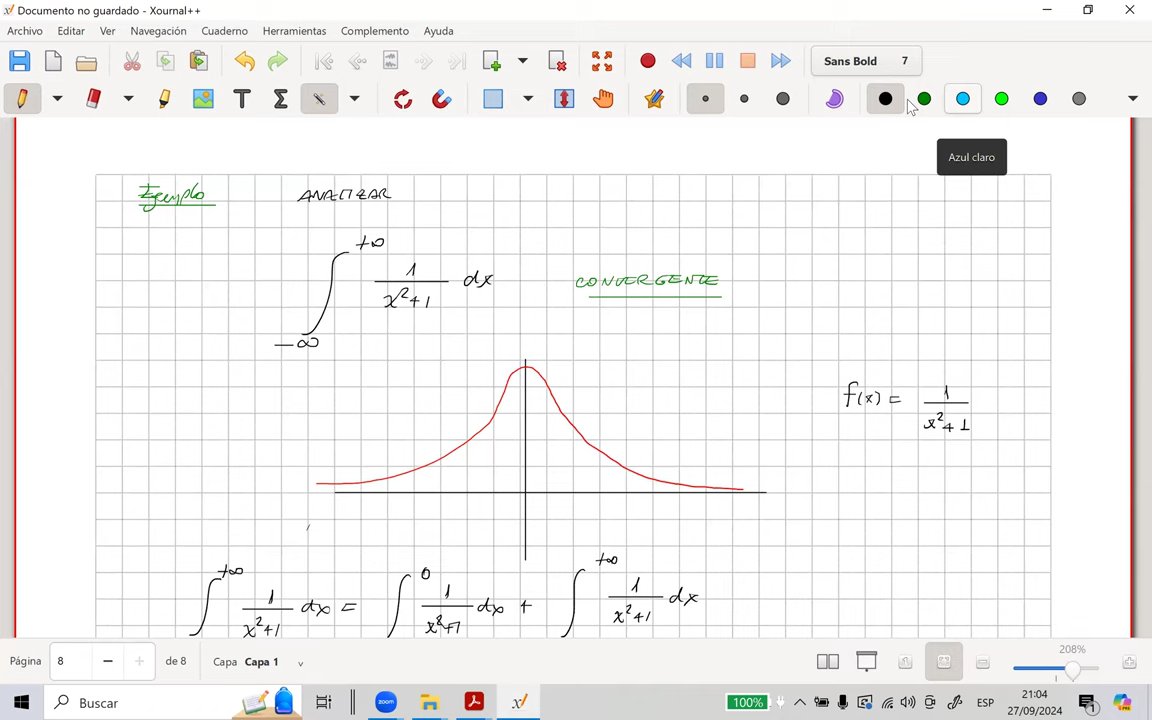 Documento no guardado - Xournal++
Archivo Editar Ver Navegación Cuaderno Herramientas Complemento Ayuda
Sans Bold 7
Azul claro
Ejemplo ANALIZAR
∫_{-∞}^{+∞} 1/(x²+1) dx CONVERGENTE
f(x) = 1/(x²+1)
∫^{+∞} 1/(x²+1) dx = ∫^{0} 1/(x²+1) dx + ∫^{+∞} 1/(x²+1) dx
Página 8 de 8 Capa Capa 1 208%
Buscar 100% ESP 21:04
27/09/2024